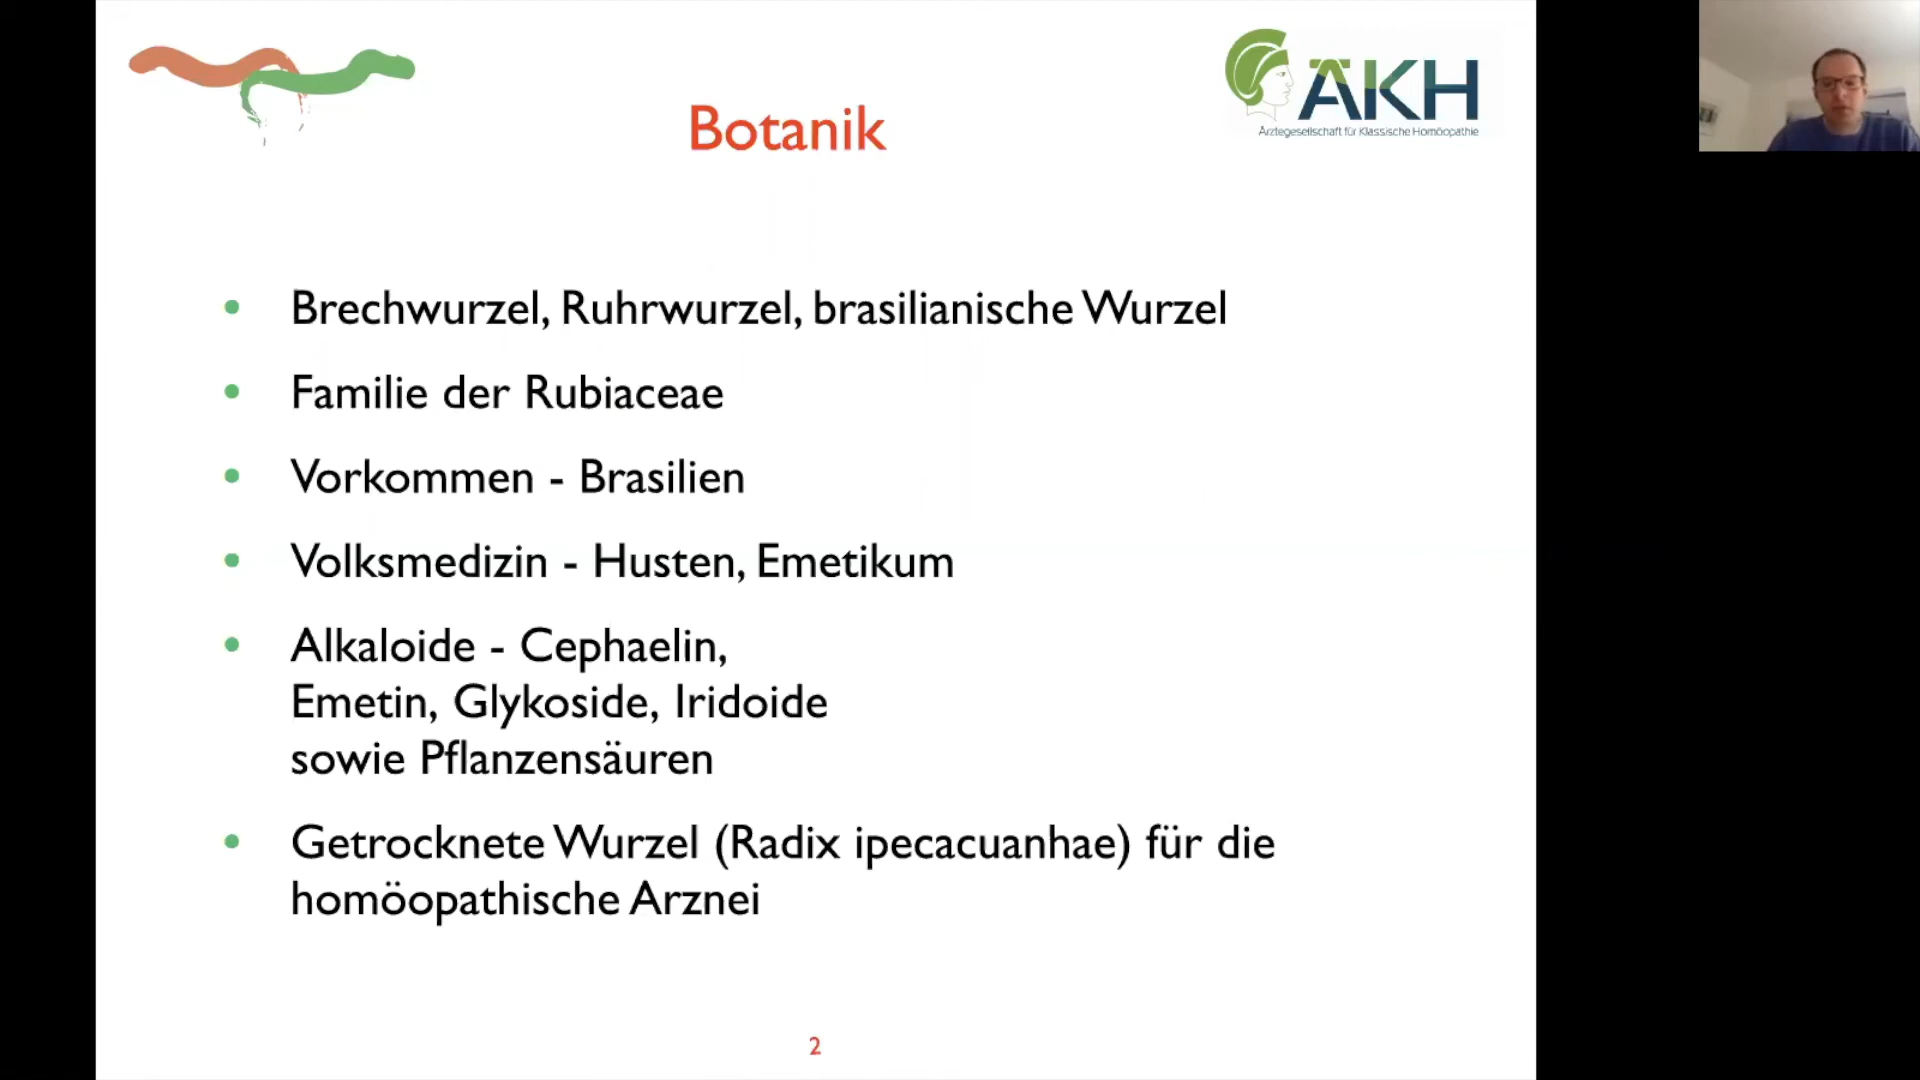 ÄKH
Ärztegesellschaft für Klassische Homöopathie
Botanik
Brechwurzel, Ruhrwurzel, brasilianische Wurzel
Familie der Rubiaceae
Vorkommen - Brasilien
Volksmedizin - Husten, Emetikum
Alkaloide - Cephaelin,
Emetin, Glykoside, Iridoide
sowie Pflanzensäuren
Getrocknete Wurzel (Radix ipecacuanhae) für die
homöopathische Arznei
2